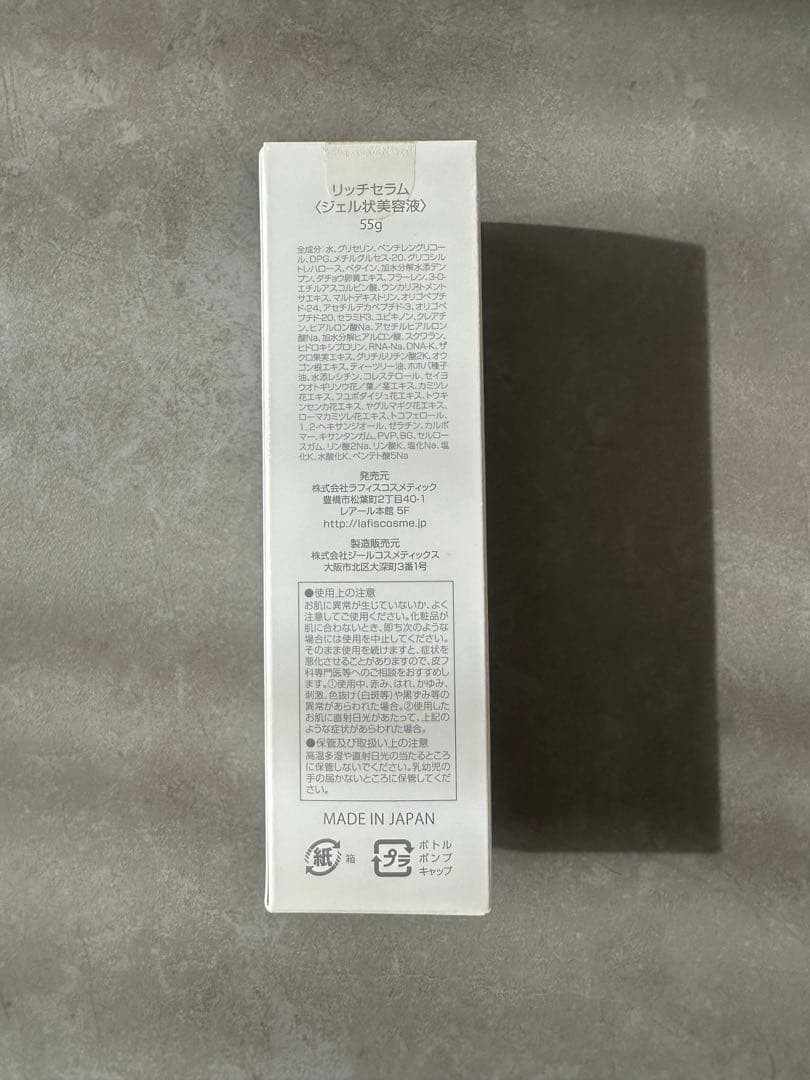 リッチセラム
〈ジェル状美容液〉
55g
全成分：水、グリセリン、ペンチレングリコー
ル、DPG、メチルグルセス-20、グリコシル
トレハロース、ベタイン、加水分解水添デン
プン、ダチョウ卵黄エキス、フラーレン、3-O-
エチルアスコルビン酸、ウンカリアトメント
サエキス、マルトデキストリン、オリゴペプチ
ド-24、アセチルデカペプチド-3、オリゴペ
プチド-20、セラミド3、ユビキノン、クレアチ
ン、ヒアルロン酸Na、アセチルヒアルロン
酸Na、加水分解ヒアルロン酸、スクワラン、
ヒドロキシプロリン、RNA-Na、DNA-K、ザ
クロ果実エキス、グリチルリチン酸2K、オウ
ゴン根エキス、ティーツリー油、ホホバ種子
油、水添レシチン、コレステロール、セイヨ
ウオトギリソウ花／葉／茎エキス、カミツレ
花エキス、フユボダイジュ花エキス、トウキ
ンセンカ花エキス、ヤグルマギク花エキス、
ローマカミツレ花エキス、トコフェロール、
1，2-ヘキサンジオール、ゼラチン、カルボ
マー、キサンタンガム、PVP、BG、セルロー
スガム、リン酸2Na、リン酸K、塩化Na、塩
化K、水酸化K、ペンテト酸5Na
発売元
株式会社ラフィスコスメティック
豊橋市松葉町2丁目40-1
レアール本館 5F
http://lafiscosme.jp
製造販売元
株式会社ジールコスメティックス
大阪市北区大深町3番1号
●使用上の注意
お肌に異常が生じていないか、よく
注意してご使用ください。化粧品が
肌に合わないとき、即ち次のような
場合には使用を中止してください。
そのまま使用を続けますと、症状を
悪化させることがありますので、皮フ
科専門医等へのご相談をおすすめし
ます。①使用中、赤み、はれ、かゆみ、
刺激、色抜け（白斑等）や黒ずみ等の
異常があらわれた場合。②使用した
お肌に直射日光があたって、上記の
ような症状があらわれた場合。
●保管及び取扱い上の注意
高温多湿や直射日光の当たるところ
に保管しないでください。乳幼児の
手の届かないところに保管してくだ
さい。
MADE IN JAPAN
紙 箱
プラ ボトル
ポンプ
キャップ